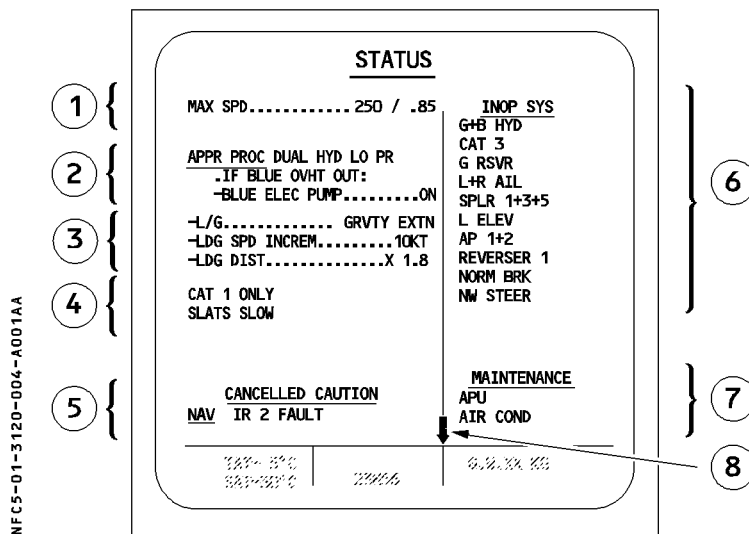 STATUS
MAX SPD.............250 / .85
APPR PROC DUAL HYD LO PR
.IF BLUE OVHT OUT:
-BLUE ELEC PUMP.........ON
-L/G............. GRVTY EXTN
-LDG SPD INCREM.........10KT
-LDG DIST...............X 1.8
CAT 1 ONLY
SLATS SLOW
CANCELLED CAUTION
NAV IR 2 FAULT
INOP SYS
G+B HYD
CAT 3
G RSVR
L+R AIL
SPLR 1+3+5
L ELEV
AP 1+2
REVERSER 1
NORM BRK
NW STEER
MAINTENANCE
APU
AIR COND
1
2
3
4
5
6
7
8
NFC5-01-3120-004-A001AA